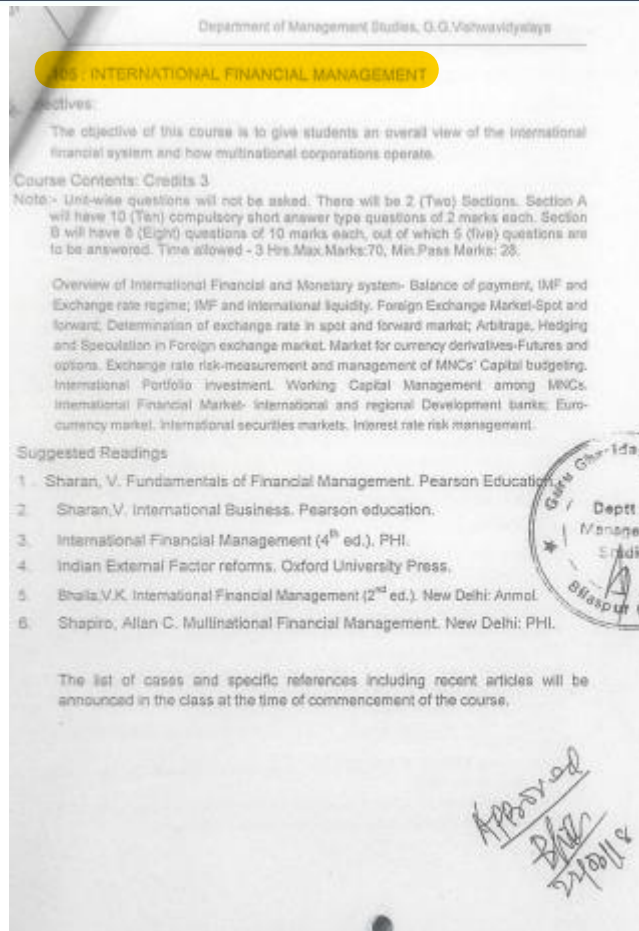 Department of Management Studies, G.G.Vishwavidyalaya
105 : INTERNATIONAL FINANCIAL MANAGEMENT
ectives:
The objective of this course is to give students an overall view of the international
financial system and how multinational corporations operate.
Course Contents: Credits 3
Note:- Unit-wise questions will not be asked. There will be 2 (Two) Sections. Section A
will have 10 (Ten) compulsory short answer type questions of 2 marks each. Section
B will have 8 (Eight) questions of 10 marks each, out of which 5 (five) questions are
to be answered. Time allowed - 3 Hrs.Max.Marks:70, Min.Pass Marks: 28.
Overview of International Financial and Monetary system- Balance of payment, IMF and
Exchange rate regime; IMF and international liquidity. Foreign Exchange Market-Spot and
forward; Determination of exchange rate in spot and forward market; Arbitrage, Hedging
and Speculation in Foreign exchange market. Market for currency derivatives-Futures and
options. Exchange rate risk-measurement and management of MNCs' Capital budgeting.
International Portfolio investment. Working Capital Management among MNCs.
International Financial Market- International and regional Development banks; Euro-
currency market. International securities markets. Interest rate risk management.
Suggested Readings
1. Sharan, V. Fundamentals of Financial Management. Pearson Education.
2. Sharan,V. International Business. Pearson education.
3. International Financial Management (4th ed.). PHI.
4. Indian External Factor reforms. Oxford University Press.
5. Bhalla,V.K. International Financial Management (2nd ed.). New Delhi: Anmol.
6. Shapiro, Allan C. Multinational Financial Management. New Delhi: PHI.
Guru Gha
Deptt
Manage
Bilaspur
The list of cases and specific references including recent articles will be
announced in the class at the time of commencement of the course.
Approved